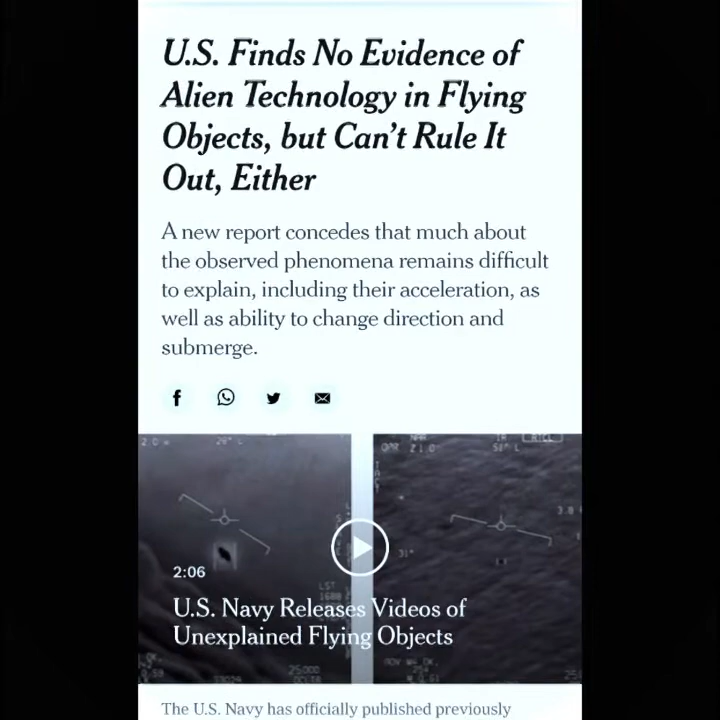 U.S. Finds No Evidence of
Alien Technology in Flying
Objects, but Can't Rule It
Out, Either
A new report concedes that much about
the observed phenomena remains difficult
to explain, including their acceleration, as
well as ability to change direction and
submerge.
2:06
U.S. Navy Releases Videos of
Unexplained Flying Objects
The U.S. Navy has officially published previously